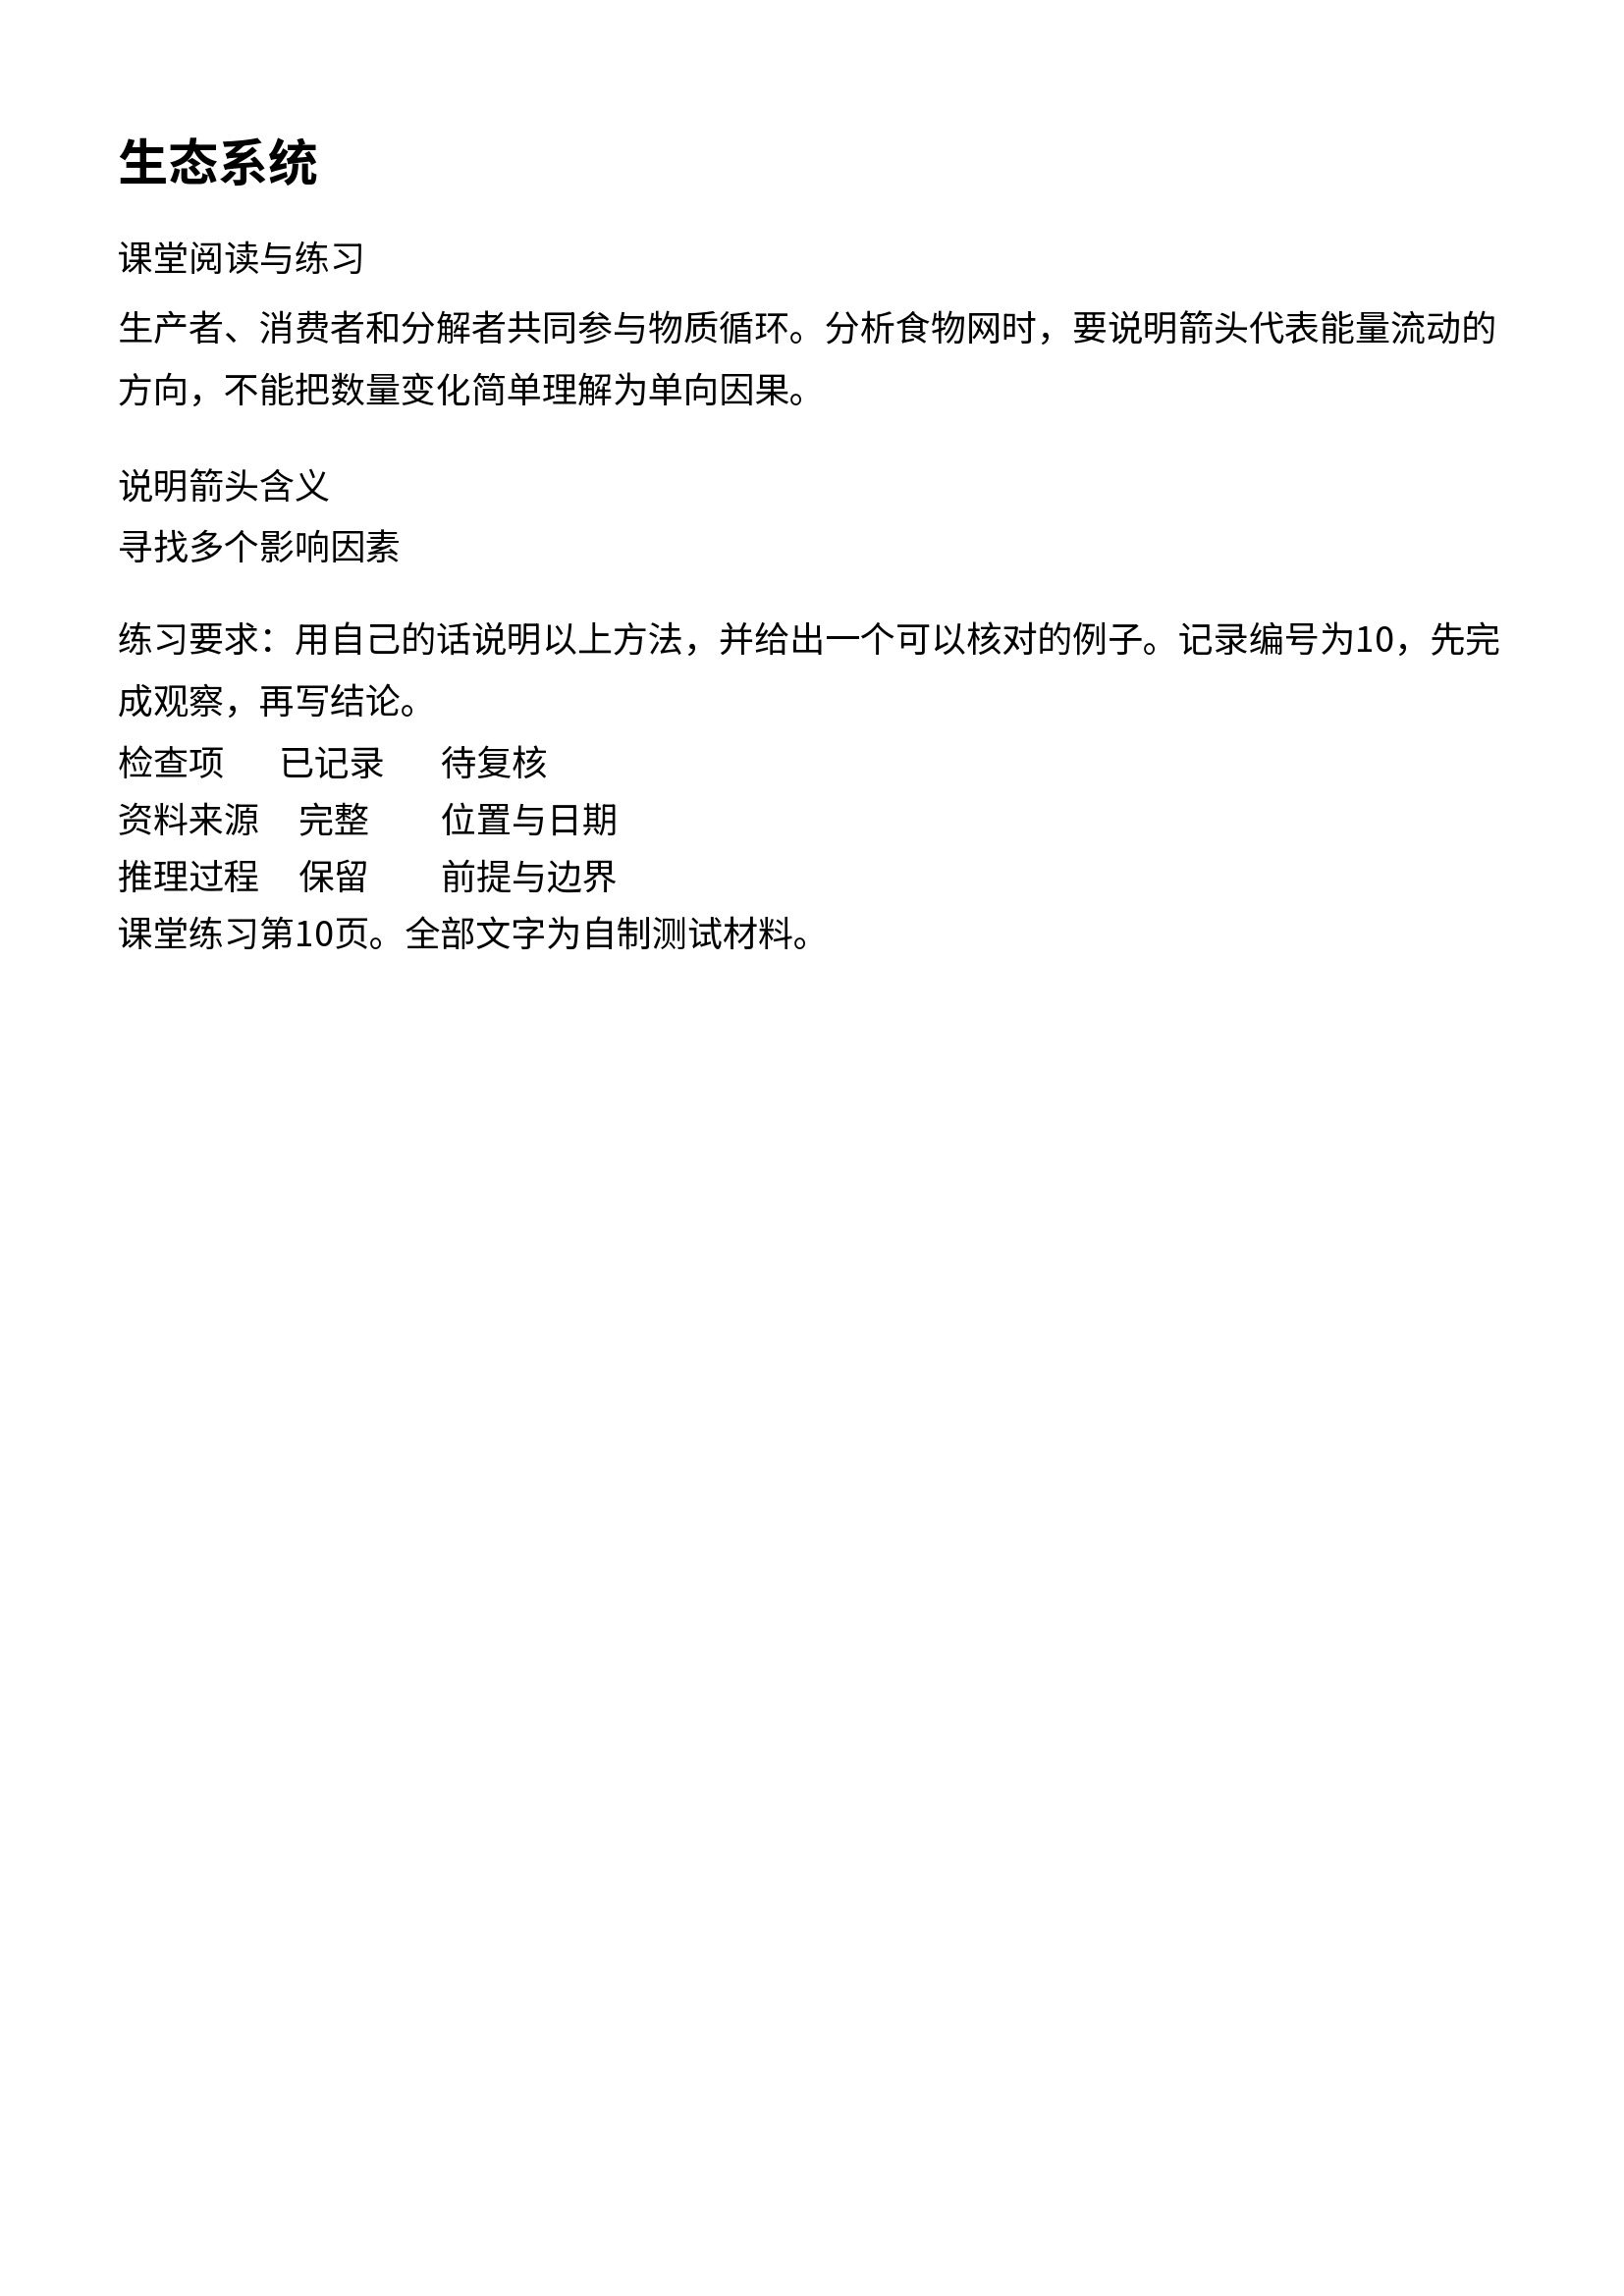 生态系统
课堂阅读与练习
生产者、消费者和分解者共同参与物质循环。分析食物网时，要说明箭头代表能量流动的
方向，不能把数量变化简单理解为单向因果。
说明箭头含义
寻找多个影响因素
练习要求：用自己的话说明以上方法，并给出一个可以核对的例子。记录编号为10，先完
成观察，再写结论。
检查项 已记录 待复核
资料来源 完整 位置与日期
推理过程 保留 前提与边界
课堂练习第10页。全部文字为自制测试材料。